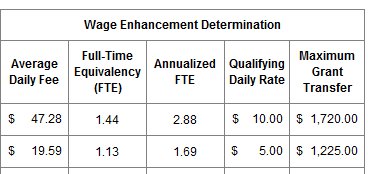 Wage Enhancement Determination
Average Daily Fee
Full-Time Equivalency (FTE)
Annualized FTE
Qualifying Daily Rate
Maximum Grant Transfer
$ 47.28 1.44 2.88 $ 10.00 $ 1,720.00
$ 19.59 1.13 1.69 $ 5.00 $ 1,225.00